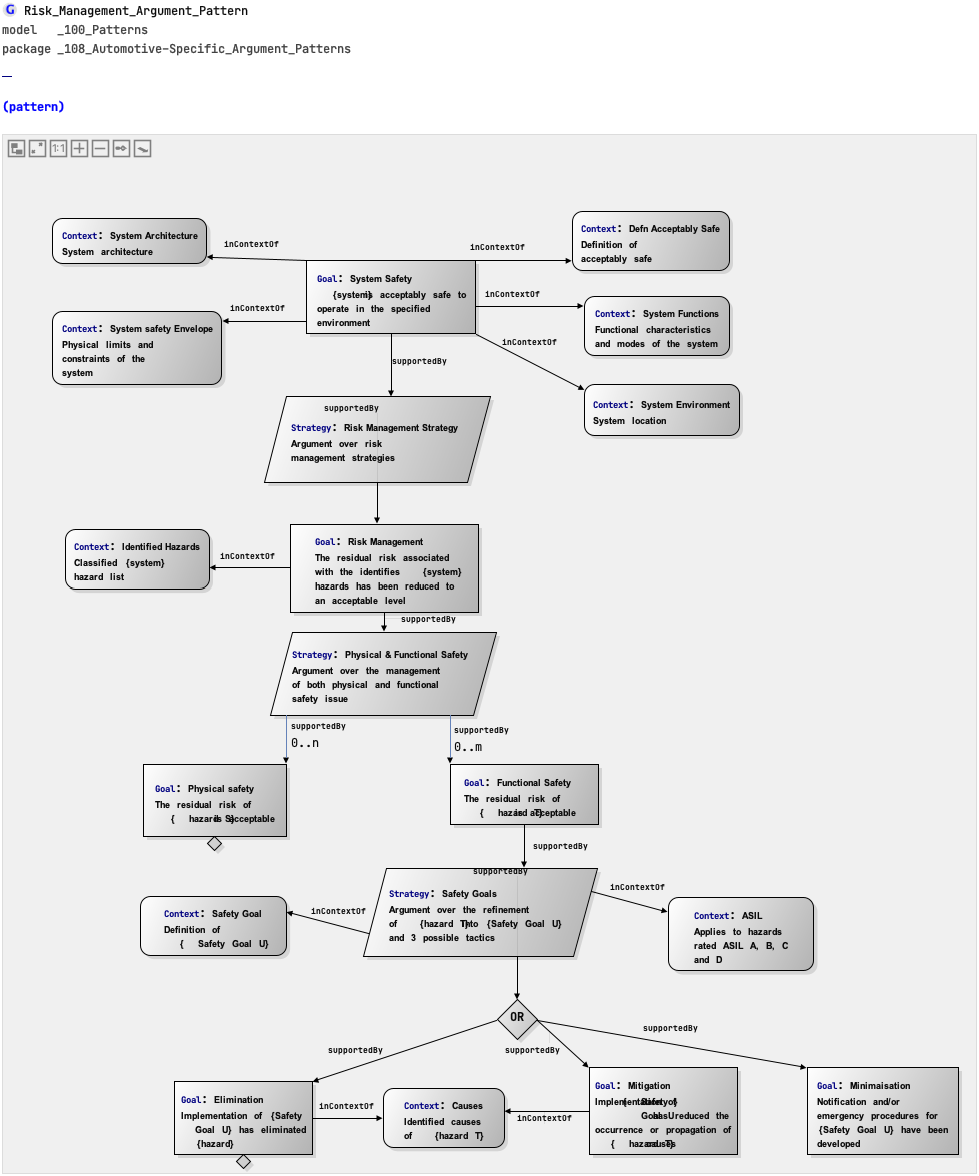 G Risk_Management_Argument_Pattern
model _100_Patterns
package _108_Automotive-Specific_Argument_Patterns
(pattern)
1:1
Context: System Architecture
System architecture
inContextOf
inContextOf
Context: Defn Acceptably Safe
Definition of
acceptably safe
Goal: System Safety
{system} is acceptably safe to
operate in the specified
environment
inContextOf
Context: System Functions
Functional characteristics
and modes of the system
inContextOf
Context: System safety Envelope
Physical limits and
constraints of the
system
inContextOf
supportedBy
Context: System Environment
System location
supportedBy
Strategy: Risk Management Strategy
Argument over risk
management strategies
Context: Identified Hazards
Classified {system}
hazard list
inContextOf
Goal: Risk Management
The residual risk associated
with the identifies {system}
hazards has been reduced to
an acceptable level
supportedBy
Strategy: Physical & Functional Safety
Argument over the management
of both physical and functional
safety issue
supportedBy
0..n
supportedBy
0..m
Goal: Physical safety
The residual risk of
{ hazard S} is acceptable
Goal: Functional Safety
The residual risk of
{ hazard T} is acceptable
supportedBy
supportedBy
Strategy: Safety Goals
Argument over the refinement
of {hazard T} into {Safety Goal U}
and 3 possible tactics
inContextOf
Context: Safety Goal
Definition of
{ Safety Goal U}
inContextOf
Context: ASIL
Applies to hazards
rated ASIL A, B, C
and D
OR
supportedBy
supportedBy
supportedBy
Goal: Elimination
Implementation of {Safety
Goal U} has eliminated
{hazard}
inContextOf
Context: Causes
Identified causes
of {hazard T}
inContextOf
Goal: Mitigation
Implementation of
{ Safety
Goal U} has reduced the
occurrence or propagation of
{ hazard causes
Goal: Minimaisation
Notification and/or
emergency procedures for
{Safety Goal U} have been
developed